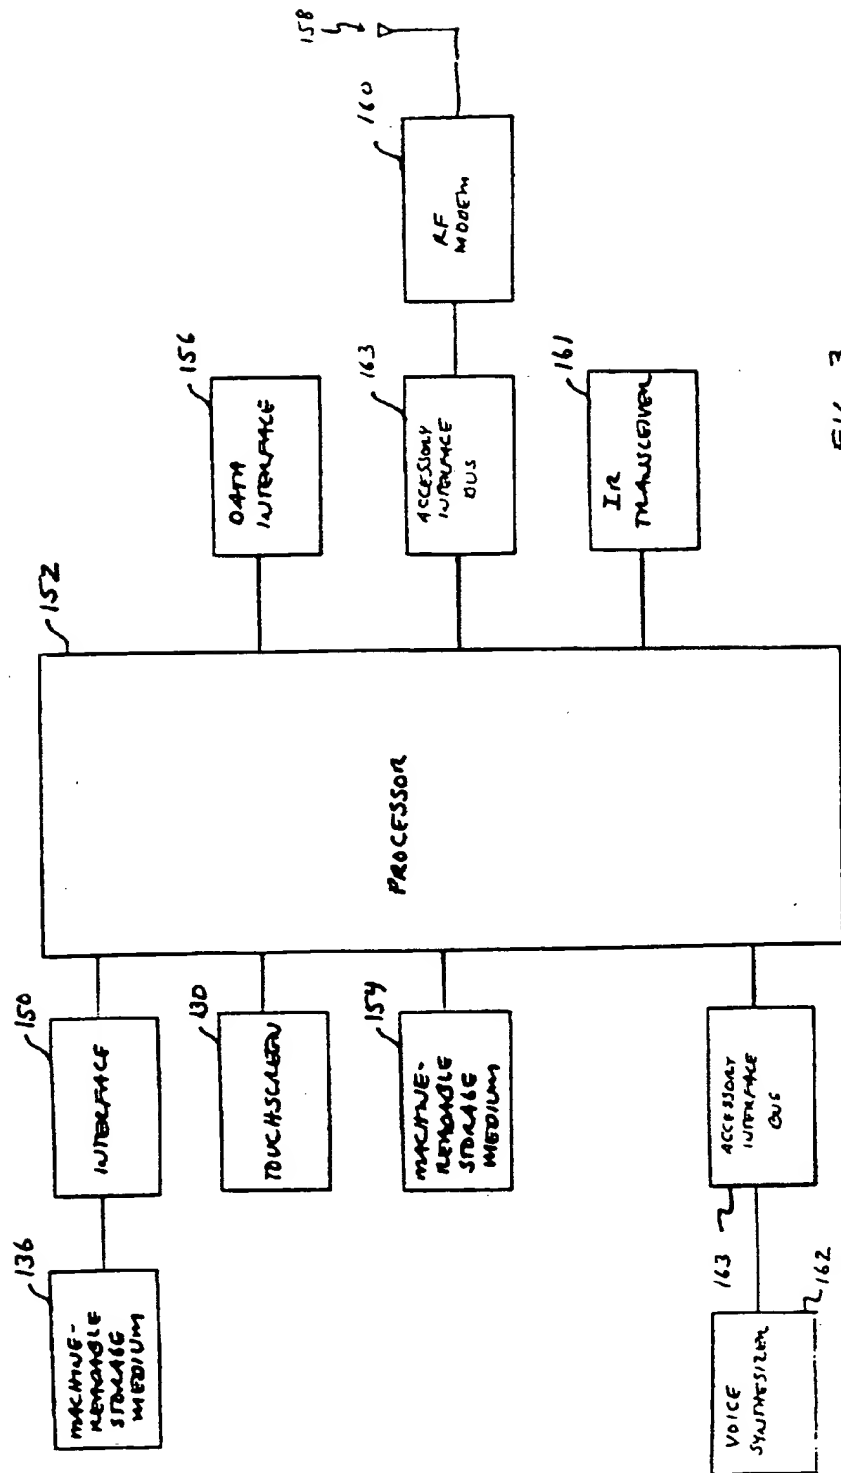 136
MACHINE-
READABLE
STORAGE
MEDIUM
150
INTERFACE
130
TOUCHSCREEN
154
MACHINE-
READABLE
STORAGE
MEDIUM
VOICE
SYNTHESIZER
162
163
ACCESSORY
INTERFACE
BUS
152
PROCESSOR
156
DATA
INTERFACE
163
ACCESSORY
INTERFACE
BUS
161
IR
TRANSCEIVER
160
RF
MODEM
158